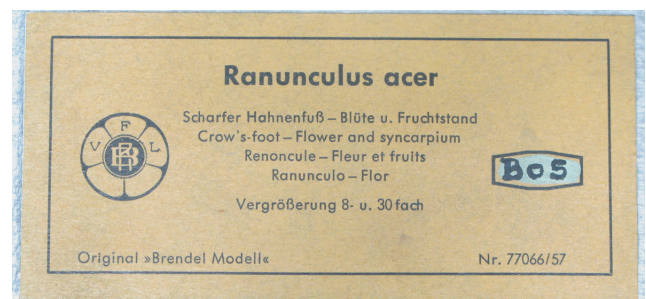 Ranunculus acer
Scharfer Hahnenfuß – Blüte u. Fruchtstand
Crow's-foot – Flower and syncarpium
Renoncule – Fleur et fruits
Ranunculo – Flor
Vergrößerung 8- u. 30fach
V F L
BoS
Original »Brendel Modell«
Nr. 77066/57